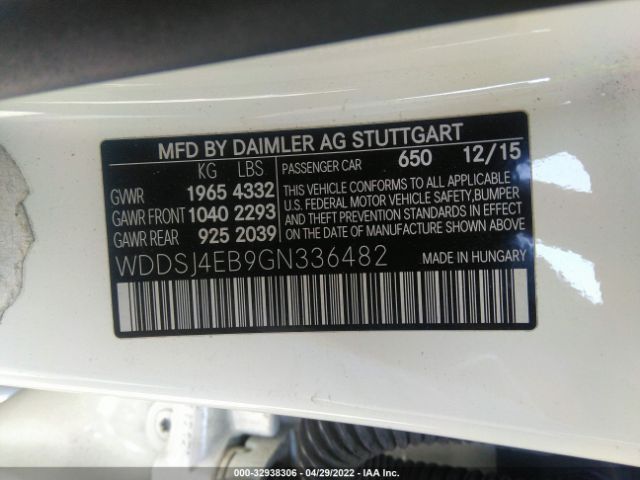 MFD BY DAIMLER AG STUTTGART
KG LBS
GVWR 1965 4332
GAWR FRONT 1040 2293
GAWR REAR 925 2039
PASSENGER CAR 650 12/15
THIS VEHICLE CONFORMS TO ALL APPLICABLE
U.S. FEDERAL MOTOR VEHICLE SAFETY,BUMPER
AND THEFT PREVENTION STANDARDS IN EFFECT
ON THE DATE OF MANUFACTURE SHOWN ABOVE
WDDSJ4EB9GN336482
MADE IN HUNGARY
000-32938306 - 04/29/2022 - IAA Inc.